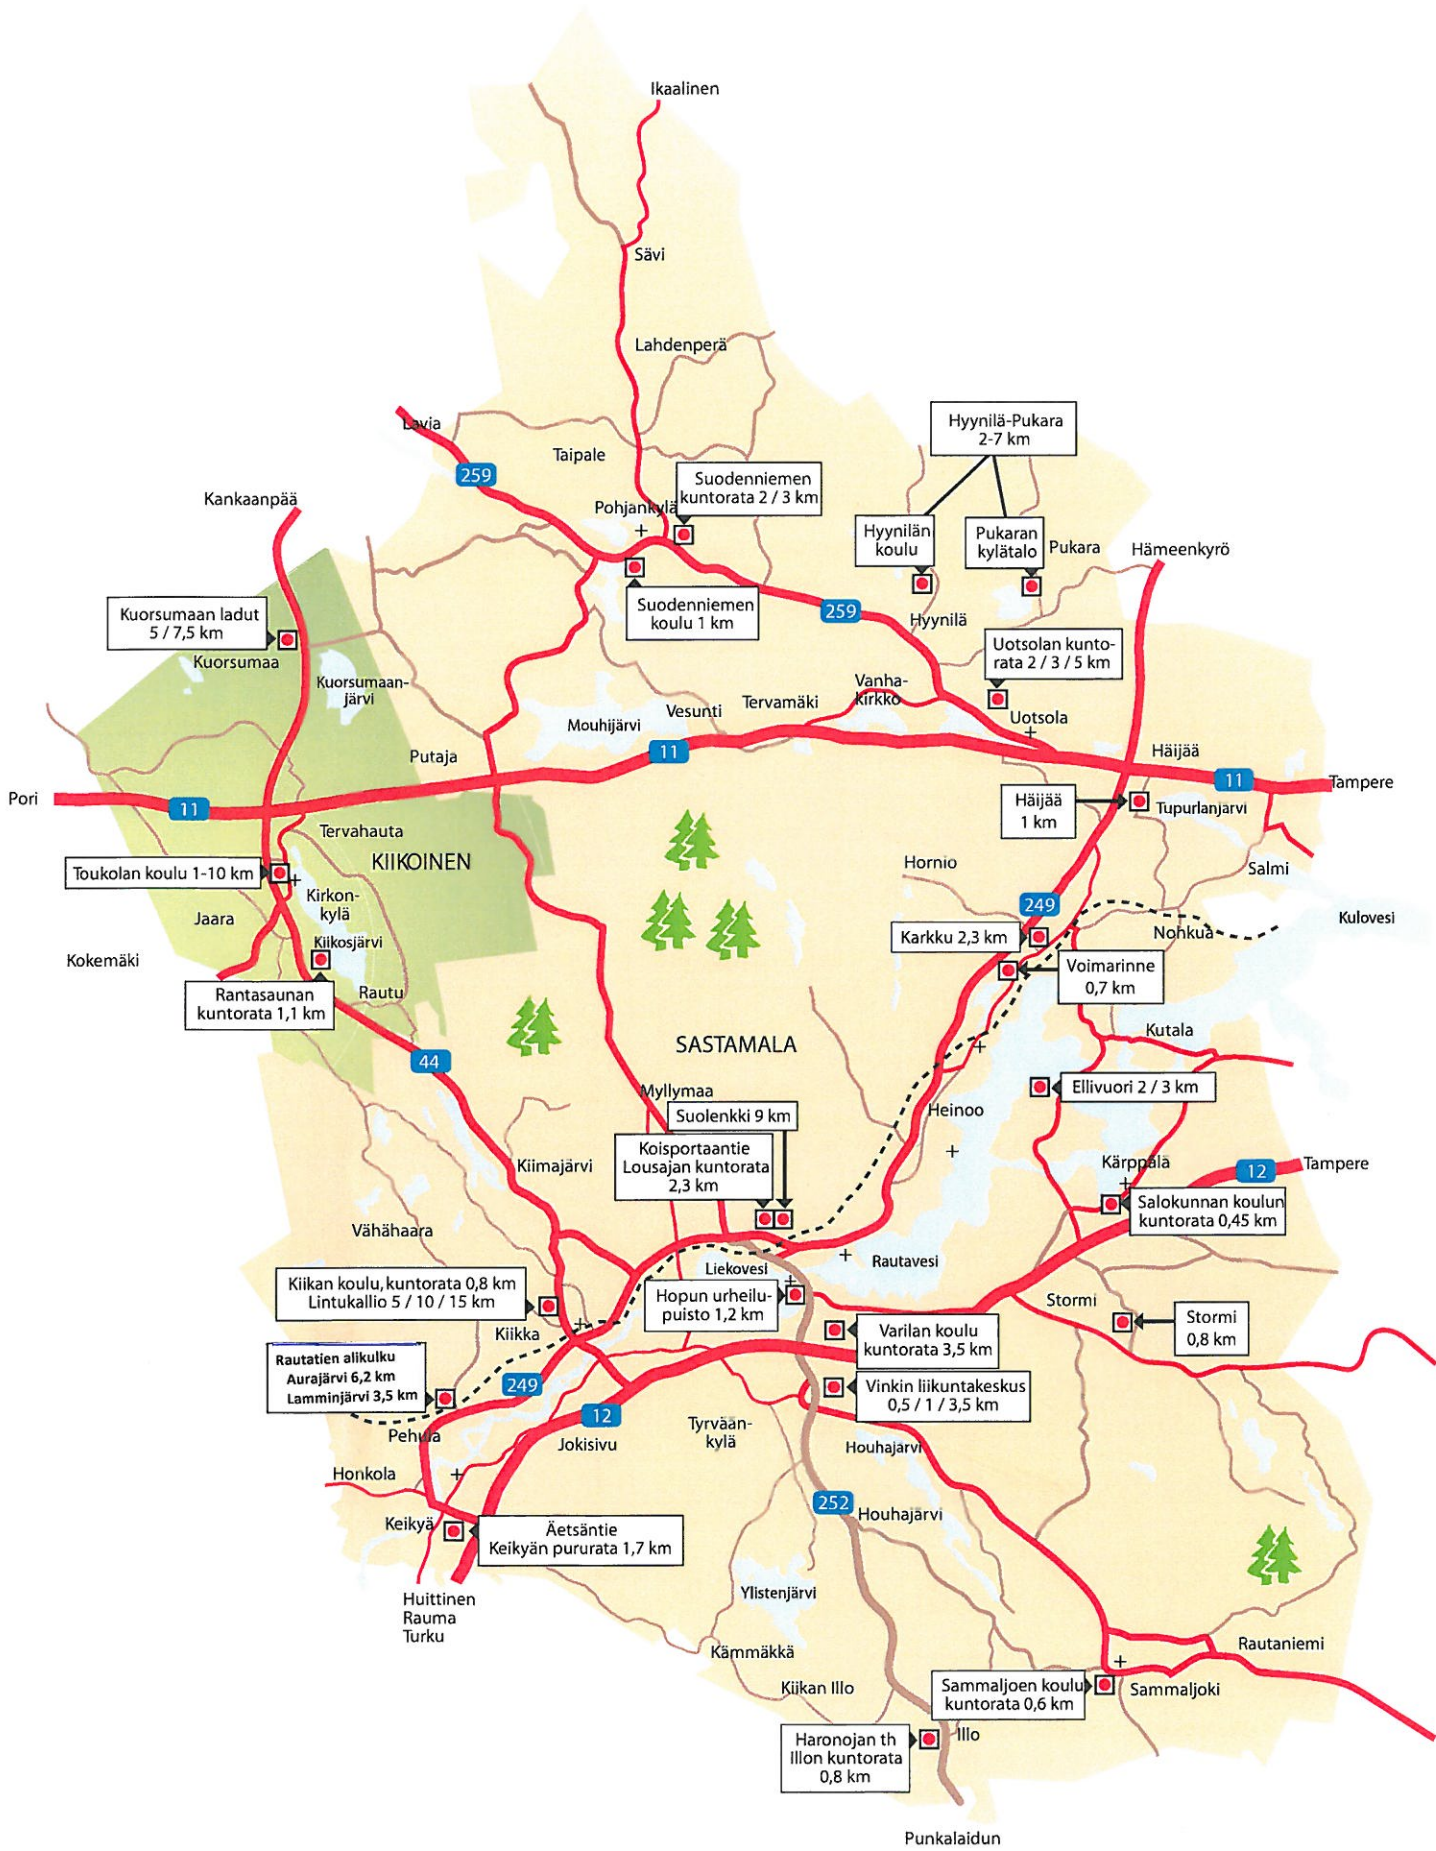 Ikaalinen
Sävi
Lahdenperä
Lavia
Taipale
259
Hyynilä-Pukara
2-7 km
Kankaanpää
Suodenniemen
kuntorata 2 / 3 km
Pohjankylä
Hyynilän
koulu
Pukaran
kylätalo
Pukara
Hämeenkyrö
Kuorsumaan ladut
5 / 7,5 km
Suodenniemen
koulu 1 km
259
Hyynilä
Kuorsumaa
Uotsolan kunto-
rata 2 / 3 / 5 km
Kuorsumaan-
järvi
Vanha-
kirkko
Tervamäki
Vesunti
Mouhijärvi
Uotsola
Putaja
11
Häijää
11
Tampere
Pori
11
Häijää
1 km
Tupurlanjärvi
Tervahauta
KIIKOINEN
Hornio
Salmi
Toukolan koulu 1-10 km
Kirkon-
kylä
Jaara
249
Kulovesi
Kiikosjärvi
Karkku 2,3 km
Nohkua
Kokemäki
Voimarinne
0,7 km
Rantasaunan
kuntorata 1,1 km
Rautu
SASTAMALA
Kutala
44
Ellivuori 2 / 3 km
Myllymaa
Suolenkki 9 km
Heinoo
Koisportaantie
Lousajan kuntorata
2,3 km
Kiimajärvi
Kärppälä
12
Tampere
Salokunnan koulun
kuntorata 0,45 km
Vähähaara
Liekovesi
Rautavesi
Kiikan koulu, kuntorata 0,8 km
Lintukallio 5 / 10 / 15 km
Hopun urheilu-
puisto 1,2 km
Stormi
Stormi
0,8 km
Kiikka
Varilan koulu
kuntorata 3,5 km
Rautatien alikulku
Aurajärvi 6,2 km
Lamminjärvi 3,5 km
249
Vinkin liikuntakeskus
0,5 / 1 / 3,5 km
12
Pehula
Jokisivu
Tyrvään-
kylä
Houhajärvi
Honkola
252
Houhajärvi
Keikyä
Äetsäntie
Keikyän pururata 1,7 km
Ylistenjärvi
Huittinen
Rauma
Turku
Kämmäkkä
Rautaniemi
Kiikan Illo
Sammaljoen koulu
kuntorata 0,6 km
Sammaljoki
Haronojan th
Illon kuntorata
0,8 km
Illo
Punkalaidun